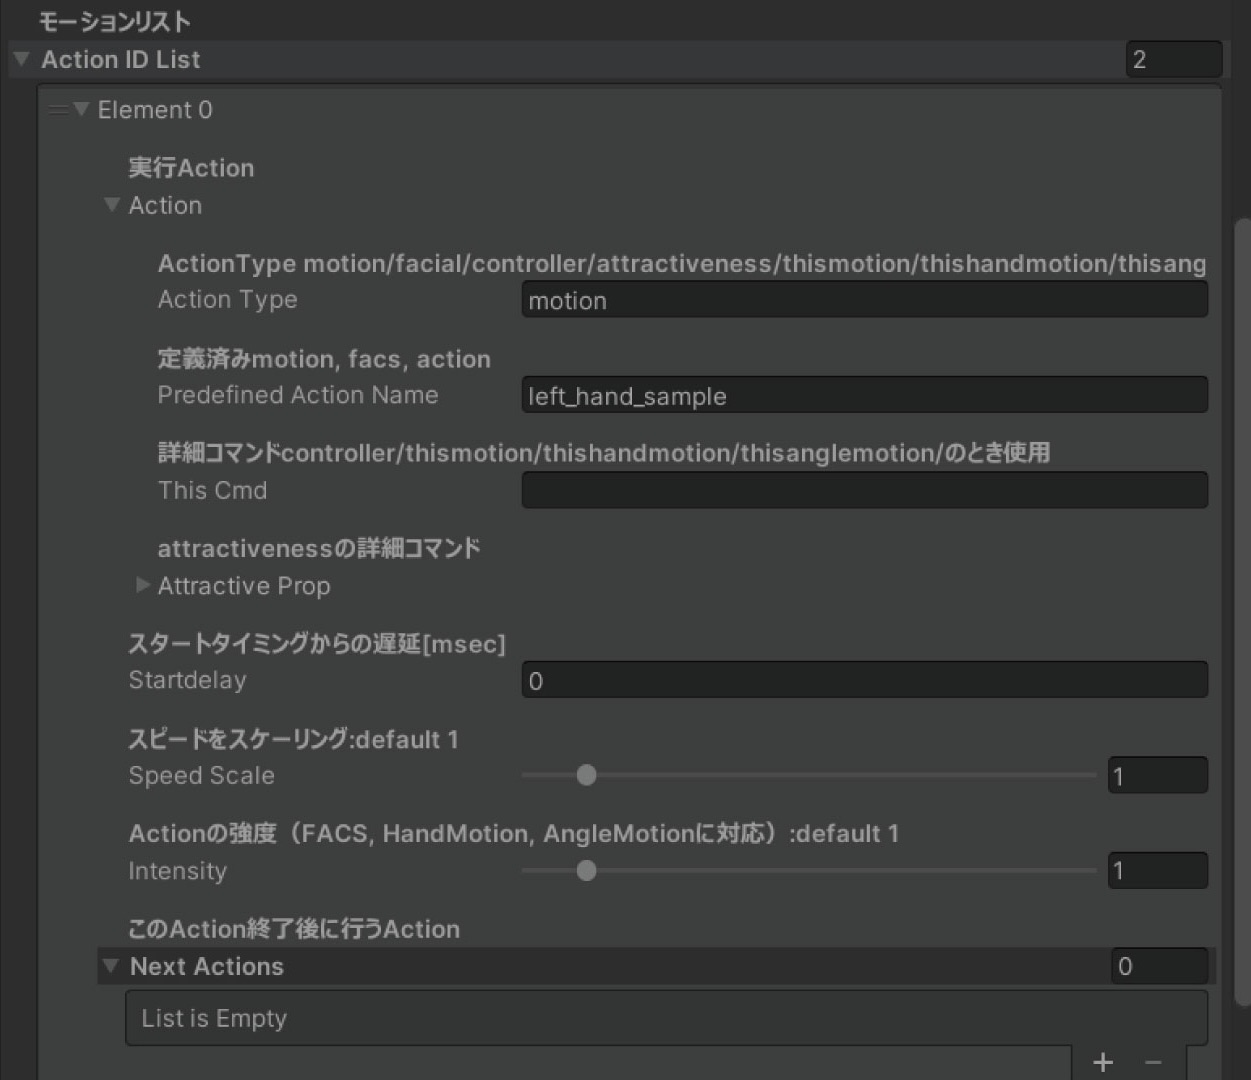 モーションリスト
Action ID List 2
Element 0
実行Action
Action
ActionType motion/facial/controller/attractiveness/thismotion/thishandmotion/thisang
Action Type motion
定義済みmotion, facs, action
Predefined Action Name left_hand_sample
詳細コマンドcontroller/thismotion/thishandmotion/thisanglemotion/のとき使用
This Cmd
attractivenessの詳細コマンド
Attractive Prop
スタートタイミングからの遅延[msec]
Startdelay 0
スピードをスケーリング:default 1
Speed Scale 1
Actionの強度（FACS, HandMotion, AngleMotionに対応）:default 1
Intensity 1
このAction終了後に行うAction
Next Actions 0
List is Empty
+ −